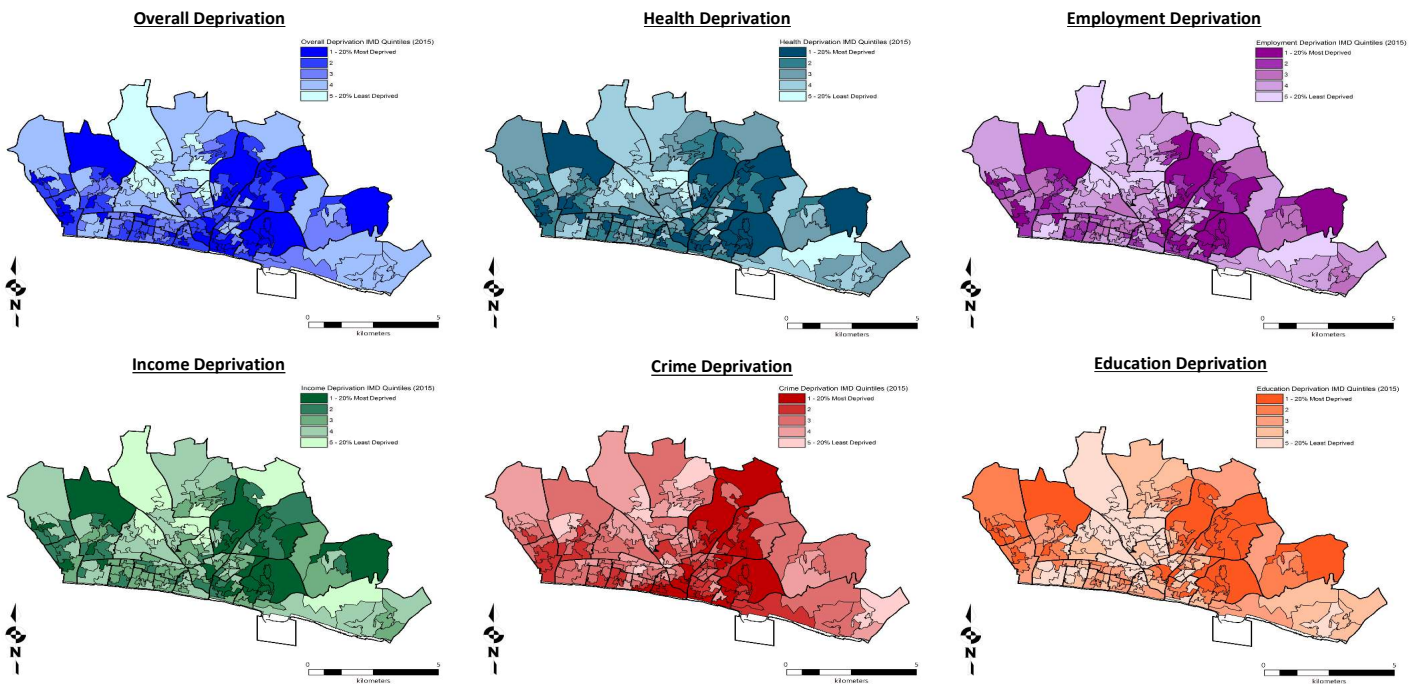 Overall Deprivation
Overall Deprivation IMD Quintiles (2015)
1 - 20% Most Deprived
2
3
4
5 - 20% Least Deprived
N
0
5
kilometers
Health Deprivation
Health Deprivation IMD Quintiles (2015)
1 - 20% Most Deprived
2
3
4
5 - 20% Least Deprived
N
0
5
kilometers
Employment Deprivation
Employment Deprivation IMD Quintiles (2015)
1 - 20% Most Deprived
2
3
4
5 - 20% Least Deprived
N
0
5
kilometers
Income Deprivation
Income Deprivation IMD Quintiles (2015)
1 - 20% Most Deprived
2
3
4
5 - 20% Least Deprived
N
0
5
kilometers
Crime Deprivation
Crime Deprivation IMD Quintiles (2015)
1 - 20% Most Deprived
2
3
4
5 - 20% Least Deprived
N
0
5
kilometers
Education Deprivation
Education Deprivation IMD Quintiles (2015)
1 - 20% Most Deprived
2
3
4
5 - 20% Least Deprived
N
0
5
kilometers